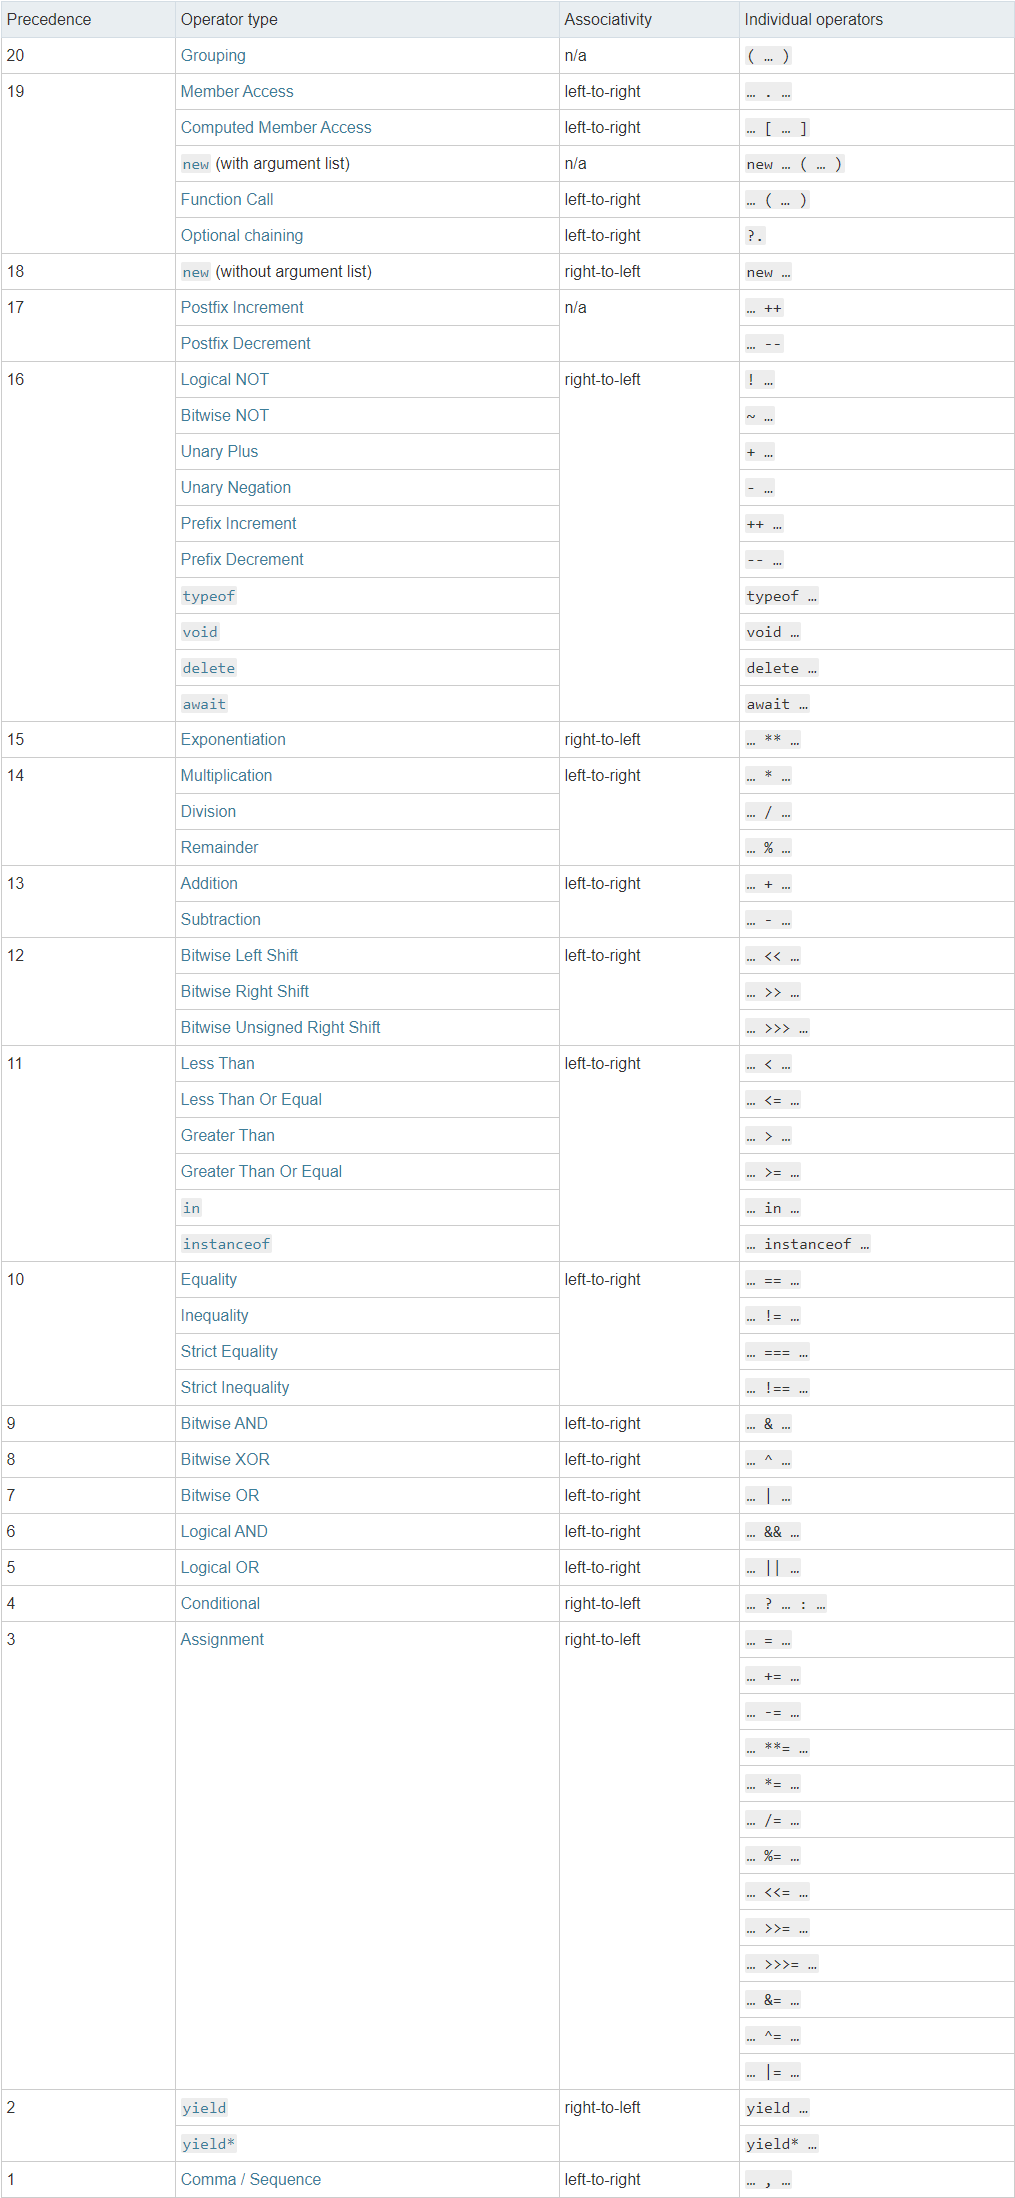 Precedence Operator type Associativity Individual operators
20 Grouping n/a ( … )
19 Member Access left-to-right … . …
Computed Member Access left-to-right … [ … ]
new (with argument list) n/a new … ( … )
Function Call left-to-right … ( … )
Optional chaining left-to-right ?.
18 new (without argument list) right-to-left new …
17 Postfix Increment n/a … ++
Postfix Decrement … --
16 Logical NOT right-to-left ! …
Bitwise NOT ~ …
Unary Plus + …
Unary Negation - …
Prefix Increment ++ …
Prefix Decrement -- …
typeof typeof …
void void …
delete delete …
await await …
15 Exponentiation right-to-left … ** …
14 Multiplication left-to-right … * …
Division … / …
Remainder … % …
13 Addition left-to-right … + …
Subtraction … - …
12 Bitwise Left Shift left-to-right … << …
Bitwise Right Shift … >> …
Bitwise Unsigned Right Shift … >>> …
11 Less Than left-to-right … < …
Less Than Or Equal … <= …
Greater Than … > …
Greater Than Or Equal … >= …
in … in …
instanceof … instanceof …
10 Equality left-to-right … == …
Inequality … != …
Strict Equality … === …
Strict Inequality … !== …
9 Bitwise AND left-to-right … & …
8 Bitwise XOR left-to-right … ^ …
7 Bitwise OR left-to-right … | …
6 Logical AND left-to-right … && …
5 Logical OR left-to-right … || …
4 Conditional right-to-left … ? … : …
3 Assignment right-to-left … = …
… += …
… -= …
… **= …
… *= …
… /= …
… %= …
… <<= …
… >>= …
… >>>= …
… &= …
… ^= …
… |= …
2 yield right-to-left yield …
yield* yield* …
1 Comma / Sequence left-to-right … , …